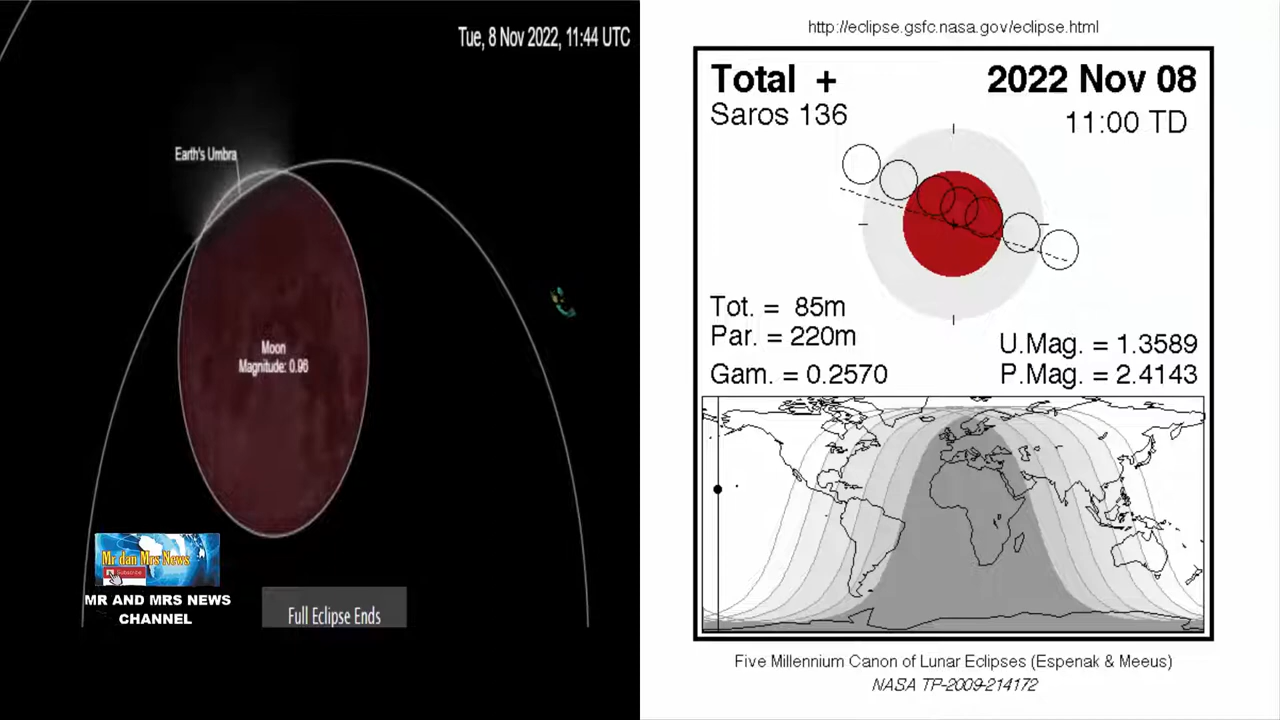 Tue, 8 Nov 2022, 11:44 UTC
Earth's Umbra
Moon
Magnitude: 0.96
Mr dan Mrs News
Subscribe
MR AND MRS NEWS
CHANNEL
Full Eclipse Ends
http://eclipse.gsfc.nasa.gov/eclipse.html
Total + 2022 Nov 08
Saros 136 11:00 TD
Tot. = 85m
Par. = 220m
Gam. = 0.2570
U.Mag. = 1.3589
P.Mag. = 2.4143
Five Millennium Canon of Lunar Eclipses (Espenak & Meeus)
NASA TP-2009-214172